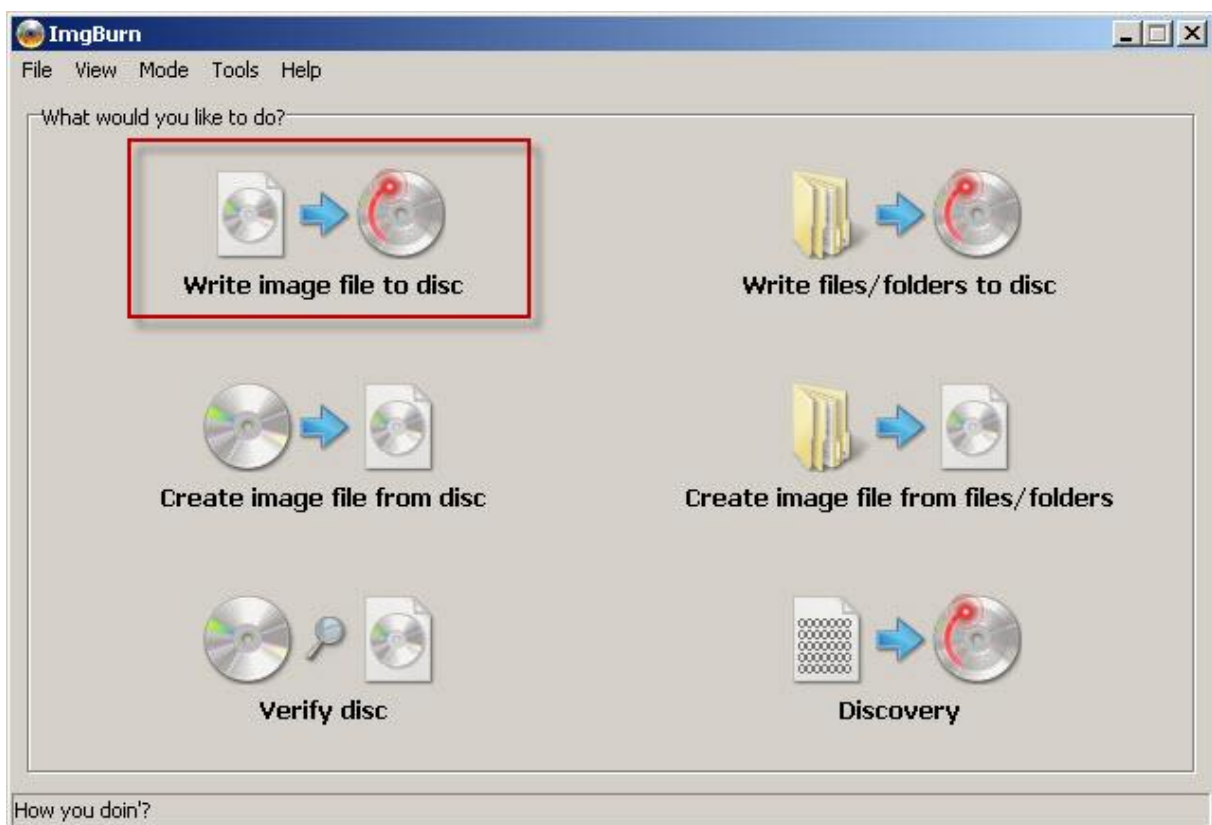 ImgBurn
File View Mode Tools Help
What would you like to do?
Write image file to disc
Write files/folders to disc
Create image file from disc
Create image file from files/folders
Verify disc
Discovery
How you doin'?